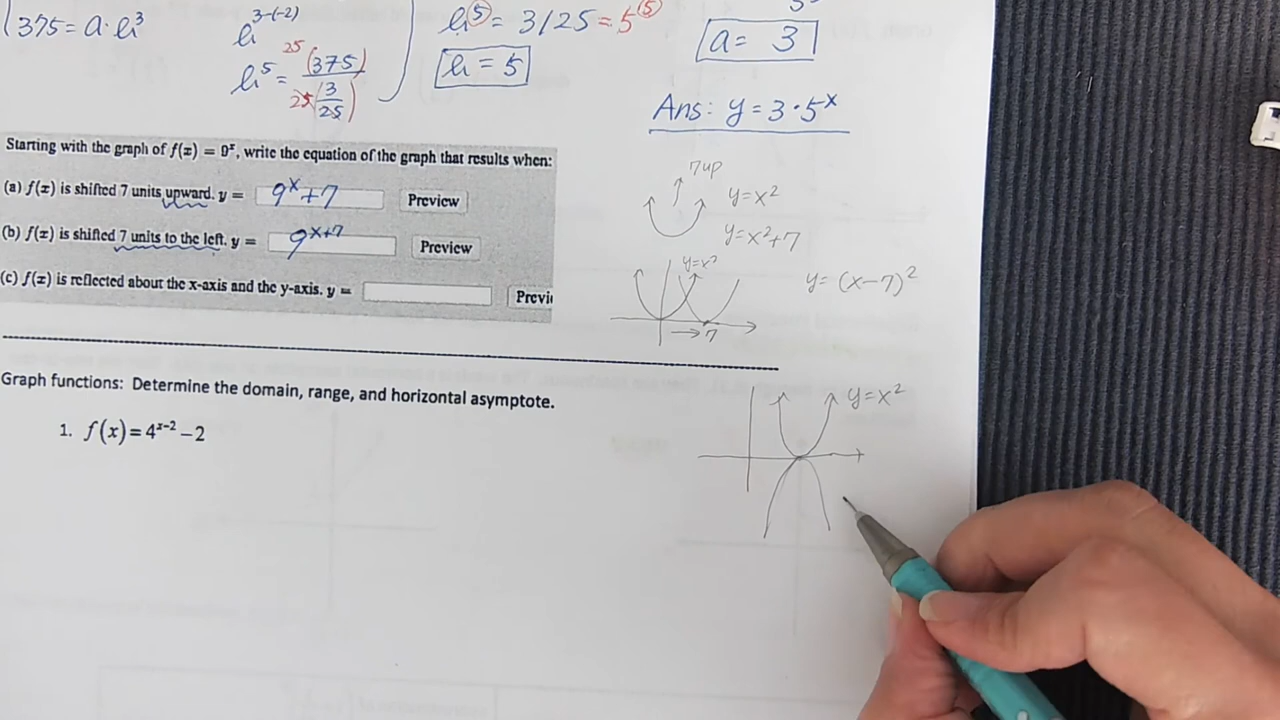 375 = a · b³
b³⁻⁽⁻²⁾
b⁵ = 25 (375) / 25 (3/25)
b⁵ = 3125 = 5⁵
b = 5
a = 3
Ans: y = 3·5ˣ
Starting with the graph of f(x) = 9ˣ, write the equation of the graph that results when:
(a) f(x) is shifted 7 units upward. y = 9ˣ+7 Preview
(b) f(x) is shifted 7 units to the left. y = 9ˣ⁺⁷ Preview
(c) f(x) is reflected about the x-axis and the y-axis. y = Previ
7 up
y = x²
y = x²+7
y=x²
y = (x-7)²
7
Graph functions: Determine the domain, range, and horizontal asymptote.
1. f(x)=4ˣ⁻²-2
y=x²